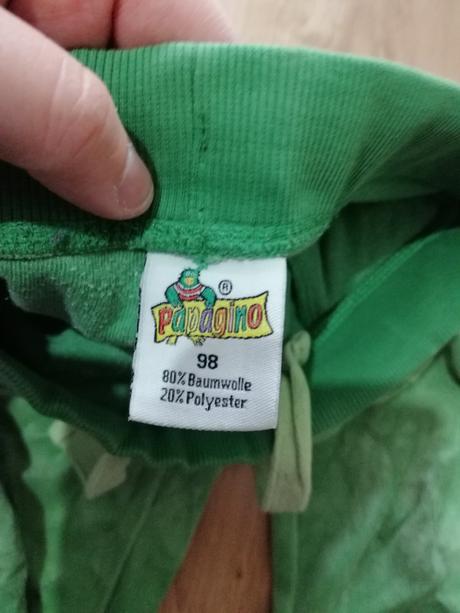 ®
Papagino
98
80% Baumwolle
20% Polyester